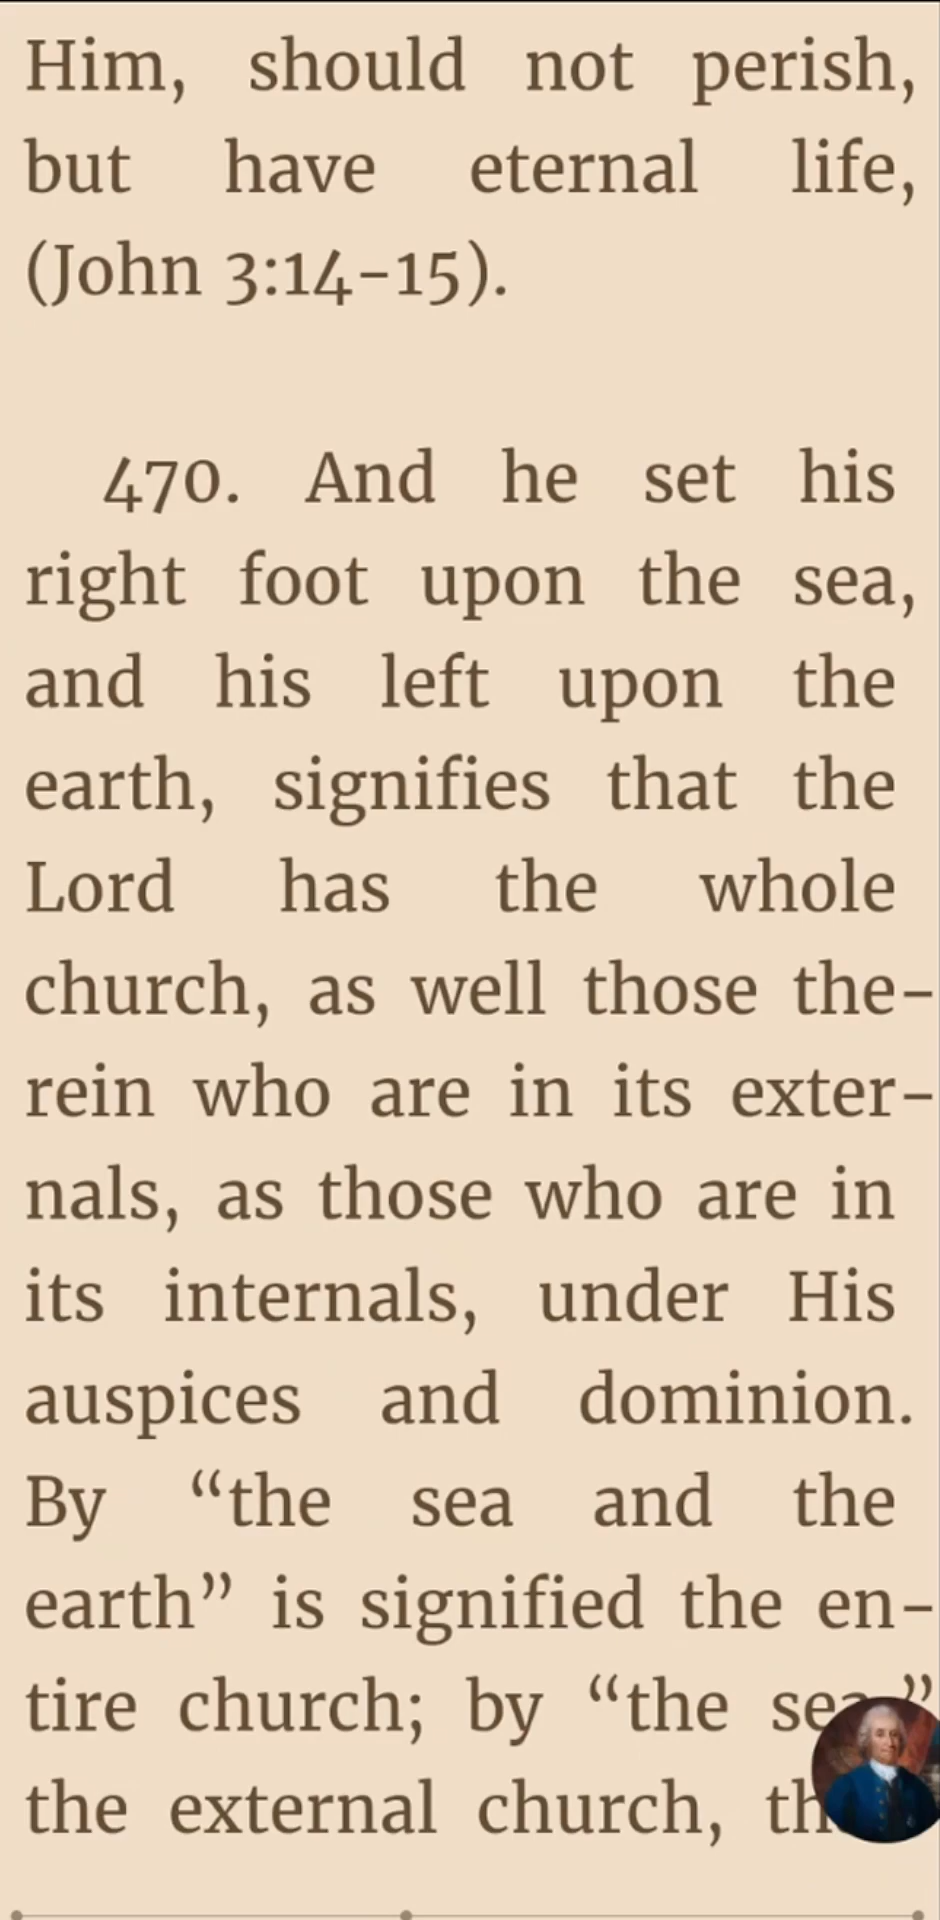 Him, should not perish,
but have eternal life,
(John 3:14-15).
470. And he set his
right foot upon the sea,
and his left upon the
earth, signifies that the
Lord has the whole
church, as well those the-
rein who are in its exter-
nals, as those who are in
its internals, under His
auspices and dominion.
By “the sea and the
earth” is signified the en-
tire church; by “the sea”
the external church,